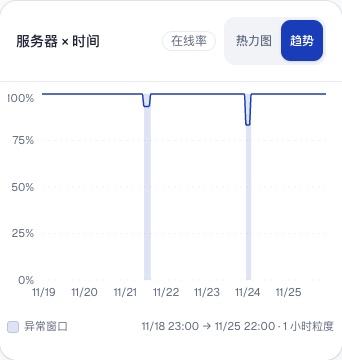 服务器 × 时间
在线率
热力图
趋势
100%
75%
50%
25%
0%
11/19 11/20 11/21 11/22 11/23 11/24 11/25
异常窗口
11/18 23:00 → 11/25 22:00 · 1 小时粒度